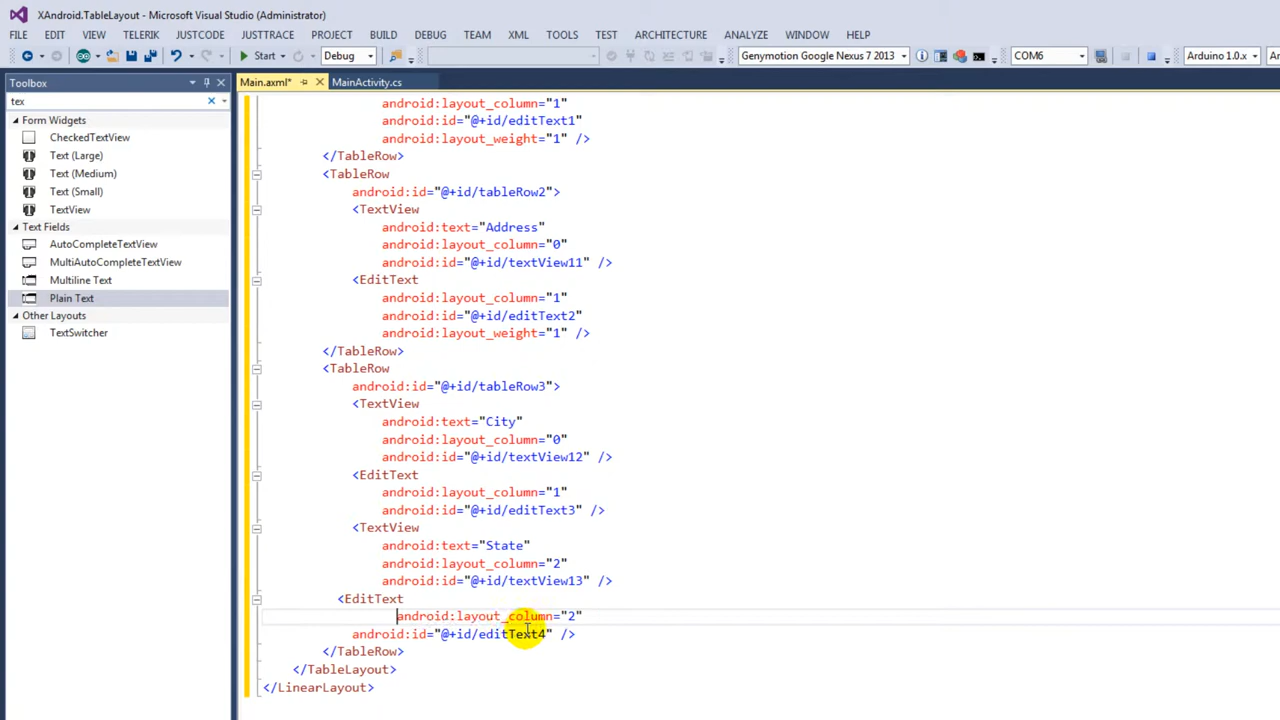 XAndroid.TableLayout - Microsoft Visual Studio (Administrator)
FILE EDIT VIEW TELERIK JUSTCODE JUSTTRACE PROJECT BUILD DEBUG TEAM XML TOOLS TEST ARCHITECTURE ANALYZE WINDOW HELP
Start Debug Genymotion Google Nexus 7 2013 COM6 Arduino 1.0.x
Toolbox
Main.axml* MainActivity.cs
tex
Form Widgets
CheckedTextView
Text (Large)
Text (Medium)
Text (Small)
TextView
Text Fields
AutoCompleteTextView
MultiAutoCompleteTextView
Multiline Text
Plain Text
Other Layouts
TextSwitcher
android:layout_column="1"
android:id="@+id/editText1"
android:layout_weight="1" />
</TableRow>
<TableRow
android:id="@+id/tableRow2">
<TextView
android:text="Address"
android:layout_column="0"
android:id="@+id/textView11" />
<EditText
android:layout_column="1"
android:id="@+id/editText2"
android:layout_weight="1" />
</TableRow>
<TableRow
android:id="@+id/tableRow3">
<TextView
android:text="City"
android:layout_column="0"
android:id="@+id/textView12" />
<EditText
android:layout_column="1"
android:id="@+id/editText3" />
<TextView
android:text="State"
android:layout_column="2"
android:id="@+id/textView13" />
<EditText
android:layout_column="2"
android:id="@+id/editText4" />
</TableRow>
</TableLayout>
</LinearLayout>